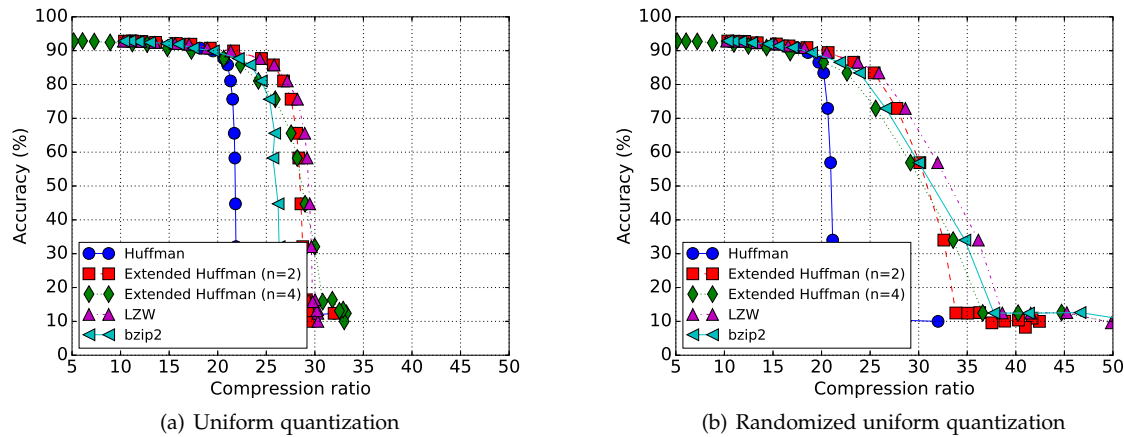 100
90
80
70
60
50
40
30
20
10
0
Accuracy (%)
Huffman
Extended Huffman (n=2)
Extended Huffman (n=4)
LZW
bzip2
5 10 15 20 25 30 35 40 45 50
Compression ratio
(a) Uniform quantization
100
90
80
70
60
50
40
30
20
10
0
Accuracy (%)
Huffman
Extended Huffman (n=2)
Extended Huffman (n=4)
LZW
bzip2
5 10 15 20 25 30 35 40 45 50
Compression ratio
(b) Randomized uniform quantization